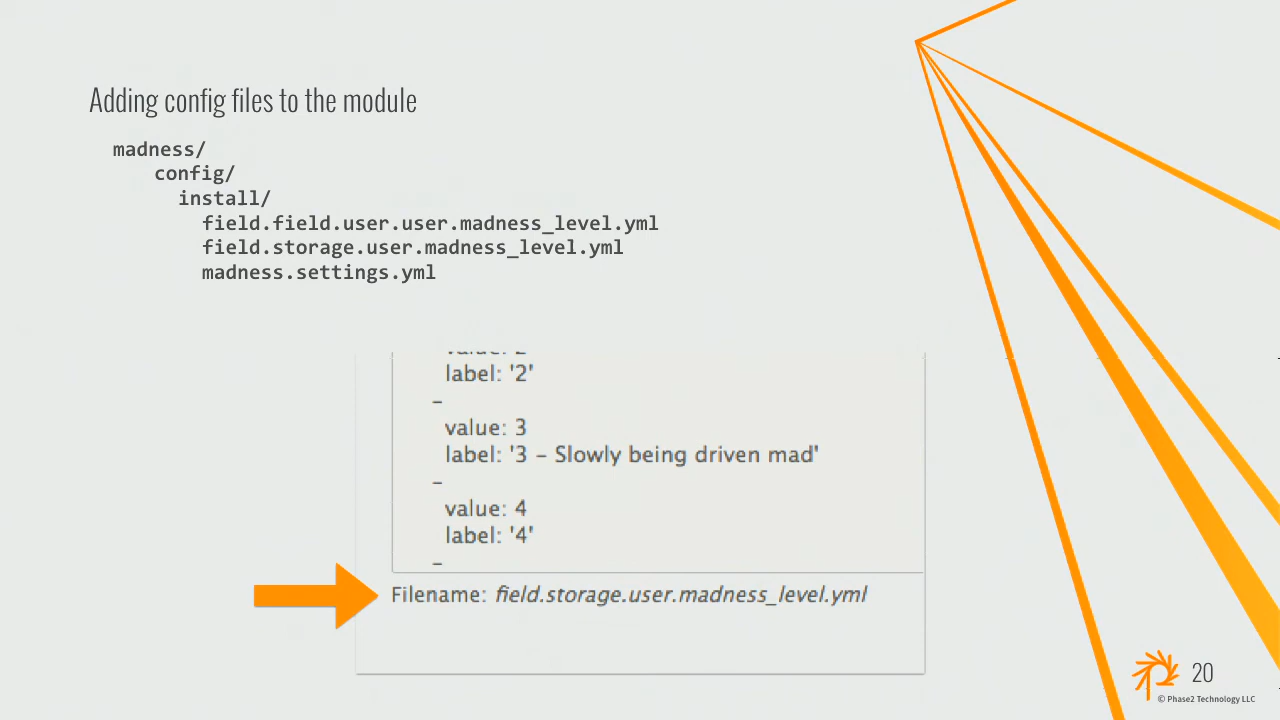 Adding config files to the module
madness/
config/
install/
field.field.user.user.madness_level.yml
field.storage.user.madness_level.yml
madness.settings.yml
value: 2
label: '2'
–
value: 3
label: '3 – Slowly being driven mad'
–
value: 4
label: '4'
–
Filename: field.storage.user.madness_level.yml
20
© Phase2 Technology LLC